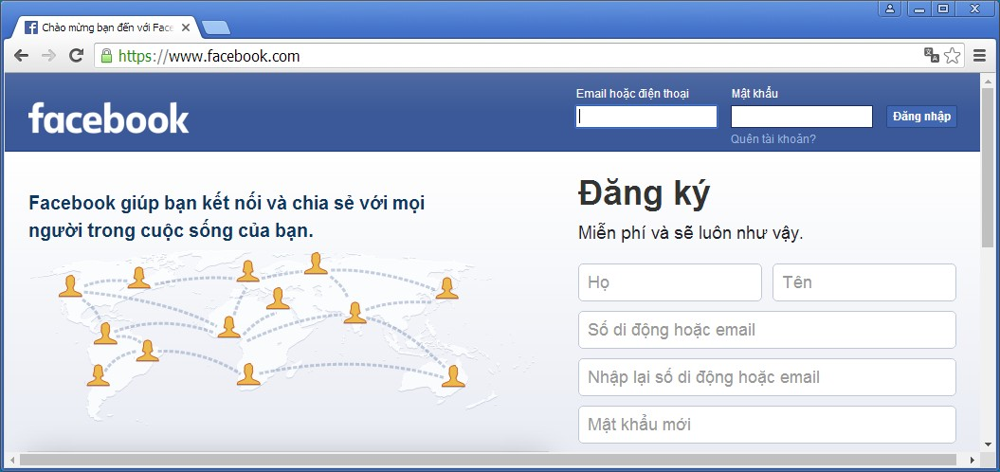 Chào mừng bạn đến với Face
https://www.facebook.com
facebook
Email hoặc điện thoại
Mật khẩu
Đăng nhập
Quên tài khoản?
Facebook giúp bạn kết nối và chia sẻ với mọi
người trong cuộc sống của bạn.
Đăng ký
Miễn phí và sẽ luôn như vậy.
Họ
Tên
Số di động hoặc email
Nhập lại số di động hoặc email
Mật khẩu mới